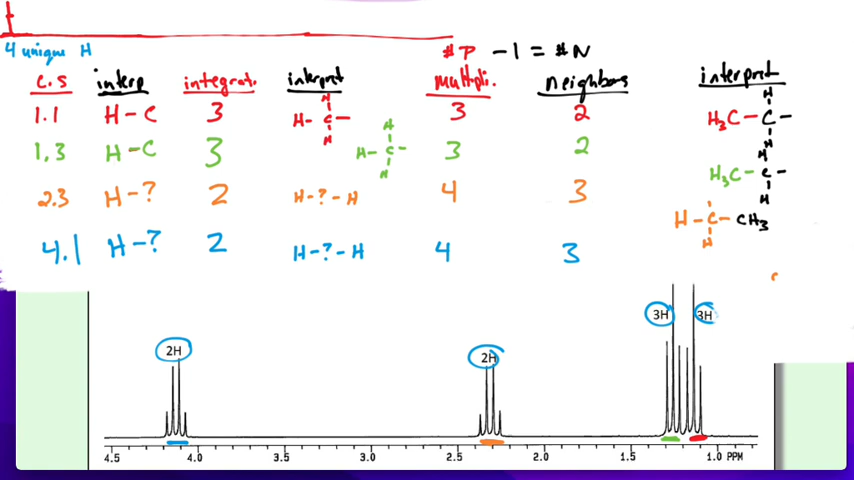 4 unique H
#P -1 = #N
C.S interp integrat. interpret multipli. neighbors interpret
1.1 H-C 3 H-C- H H 3 2 H3C-C- H H
1.3 H-C 3 H-C- H H 3 2 H3C-C- H H
2.3 H-? 2 H-?-H 4 3 H-C-CH3 H
4.1 H-? 2 H-?-H 4 3
2H 2H 3H 3H
4.5 4.0 3.5 3.0 2.5 2.0 1.5 1.0 PPM